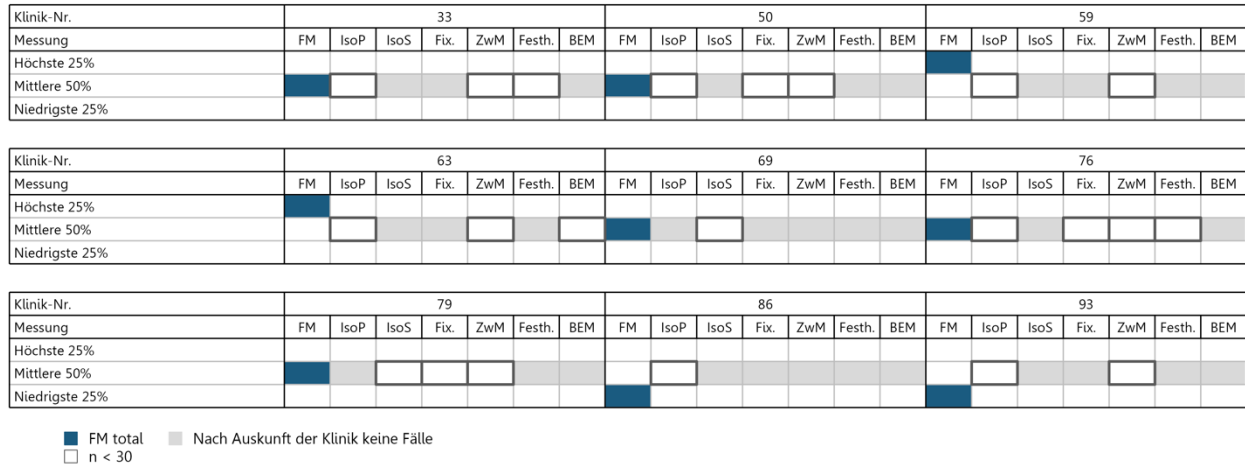 Klinik-Nr. 33 50 59
Messung FM IsoP IsoS Fix. ZwM Festh. BEM FM IsoP IsoS Fix. ZwM Festh. BEM FM IsoP IsoS Fix. ZwM Festh. BEM
Höchste 25%
Mittlere 50%
Niedrigste 25%
Klinik-Nr. 63 69 76
Messung FM IsoP IsoS Fix. ZwM Festh. BEM FM IsoP IsoS Fix. ZwM Festh. BEM FM IsoP IsoS Fix. ZwM Festh. BEM
Höchste 25%
Mittlere 50%
Niedrigste 25%
Klinik-Nr. 79 86 93
Messung FM IsoP IsoS Fix. ZwM Festh. BEM FM IsoP IsoS Fix. ZwM Festh. BEM FM IsoP IsoS Fix. ZwM Festh. BEM
Höchste 25%
Mittlere 50%
Niedrigste 25%
FM total Nach Auskunft der Klinik keine Fälle
n < 30